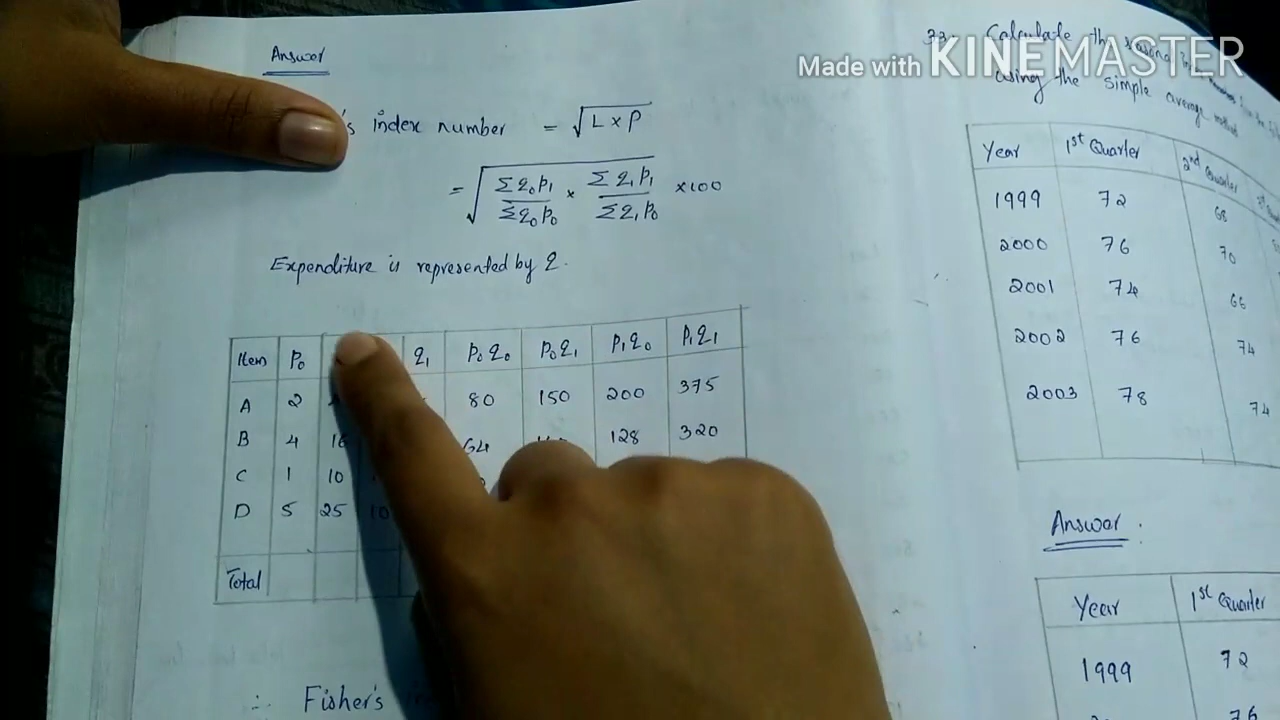 Made with KINEMASTER
Answer
's index number = √L×P
= √Σq₀p₁/Σq₀p₀ × Σq₁p₁/Σq₁p₀ ×100
Expenditure is represented by q.
Item P₀ q₁ P₀q₀ P₀q₁ P₁q₀ P₁q₁
A 2 80 150 200 375
B 4 16 64 128 320
C 1 10
D 5 25 10
Total
∴ Fisher's
Calculate the
using the simple average method
Year 1st Quarter 2nd Quarter
1999 72 68
2000 76 70
2001 74 66
2002 76 74
2003 78 74
Answer :
Year 1st Quarter
1999 72
76